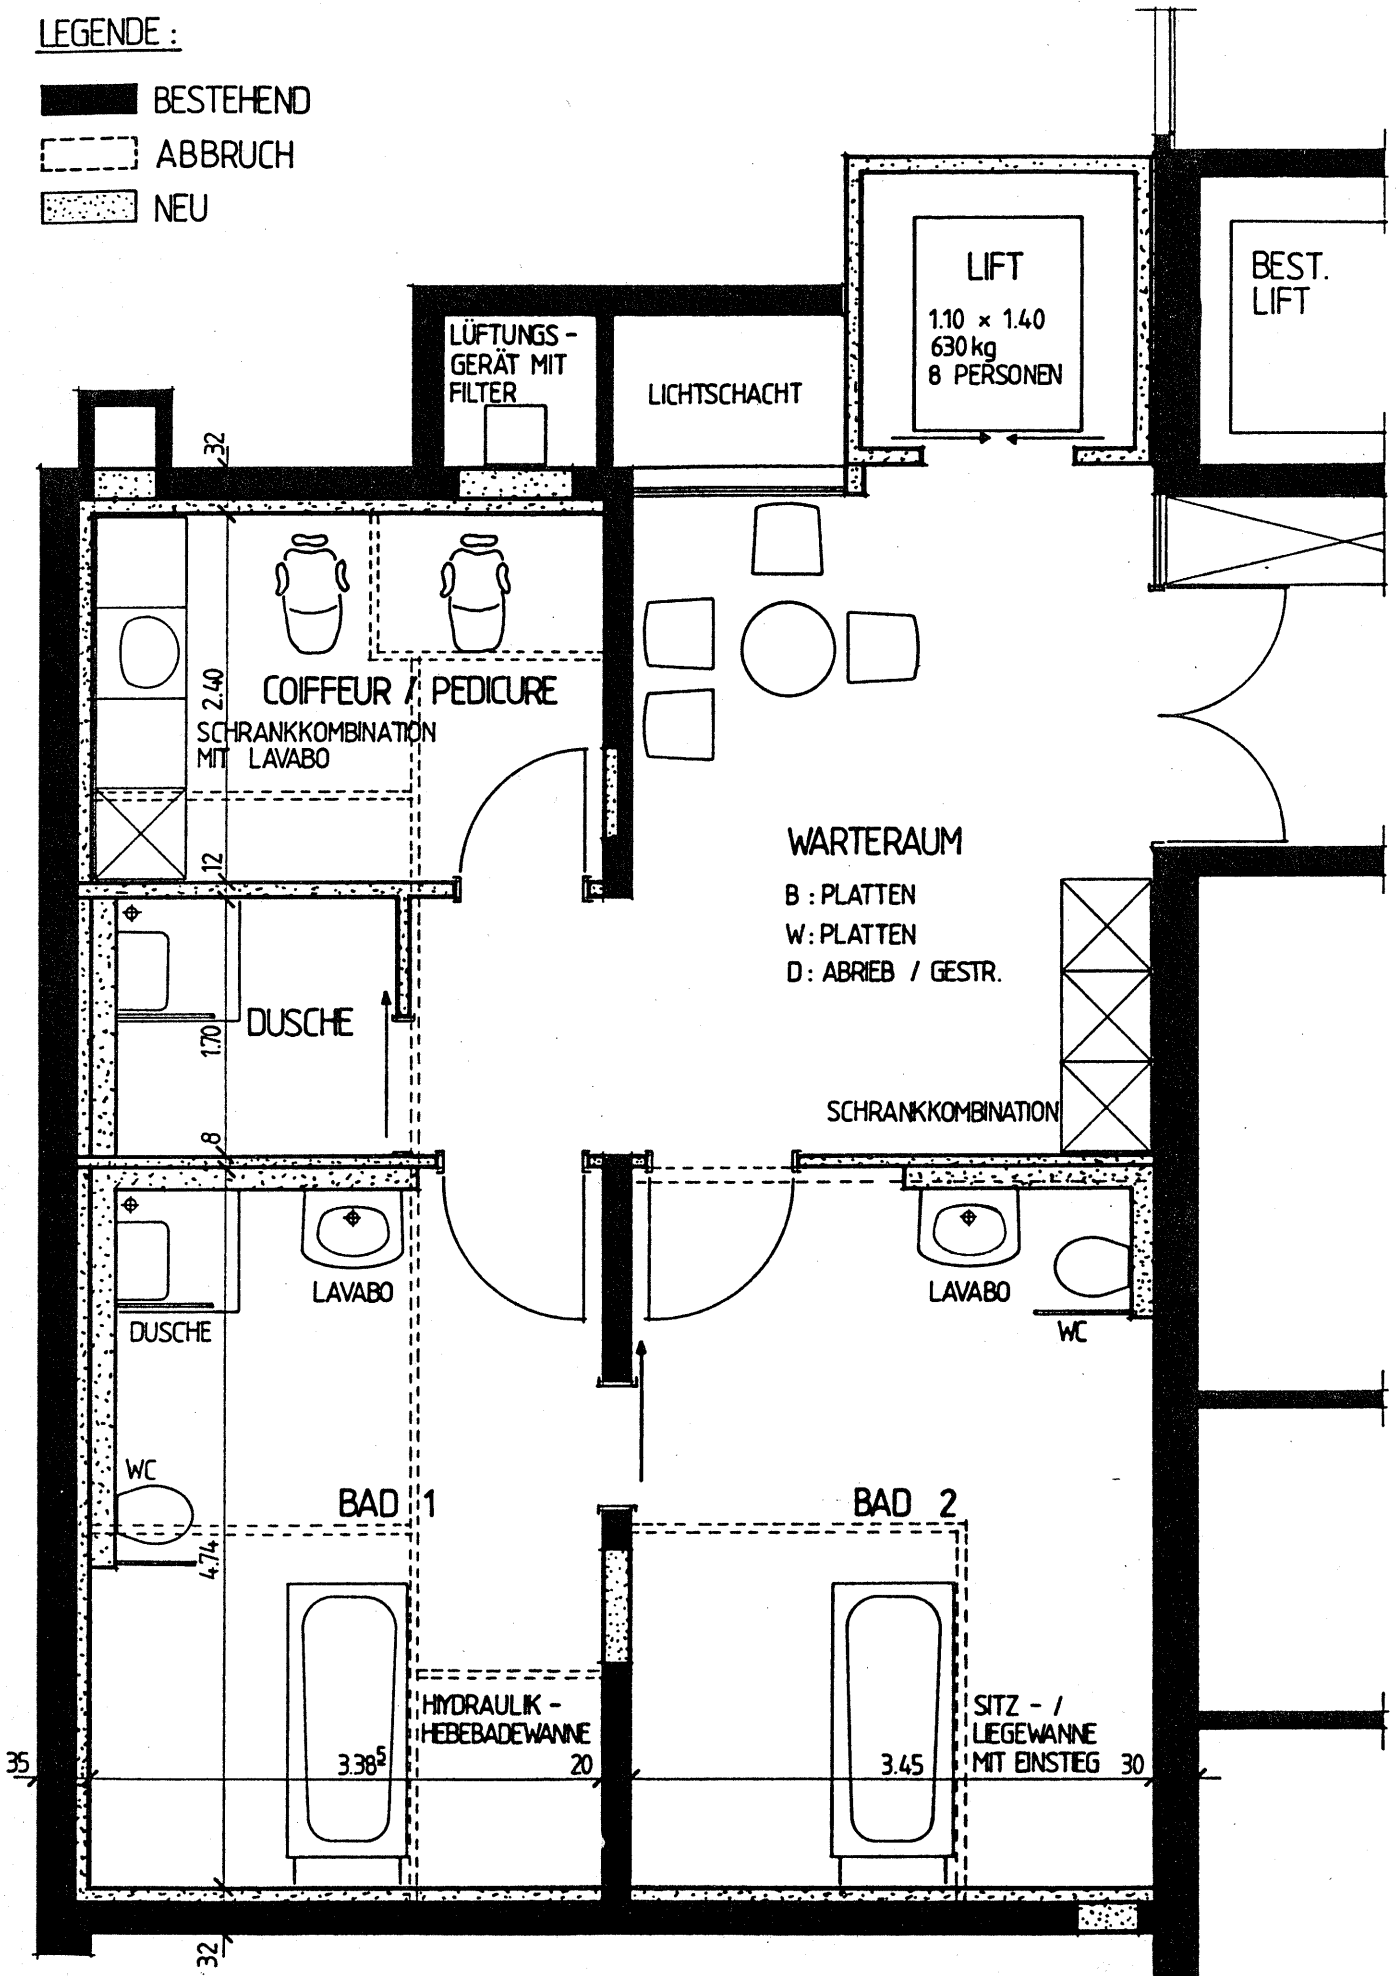 LEGENDE :
BESTEHEND
ABBRUCH
NEU
LIFT
1.10 × 1.40
630 kg
8 PERSONEN
BEST.
LIFT
LÜFTUNGS -
GERÄT MIT
FILTER
LICHTSCHACHT
32
2.40
COIFFEUR / PEDICURE
SCHRANKKOMBINATION
MIT LAVABO
12
WARTERAUM
B : PLATTEN
W : PLATTEN
D : ABRIEB / GESTR.
DUSCHE
1.70
8
SCHRANKKOMBINATION
LAVABO
DUSCHE
LAVABO
WC
WC
BAD 1
BAD 2
4.74
HYDRAULIK -
HEBEBADEWANNE
SITZ - /
LIEGEWANNE
MIT EINSTIEG
35
3.38⁵
20
3.45
30
32